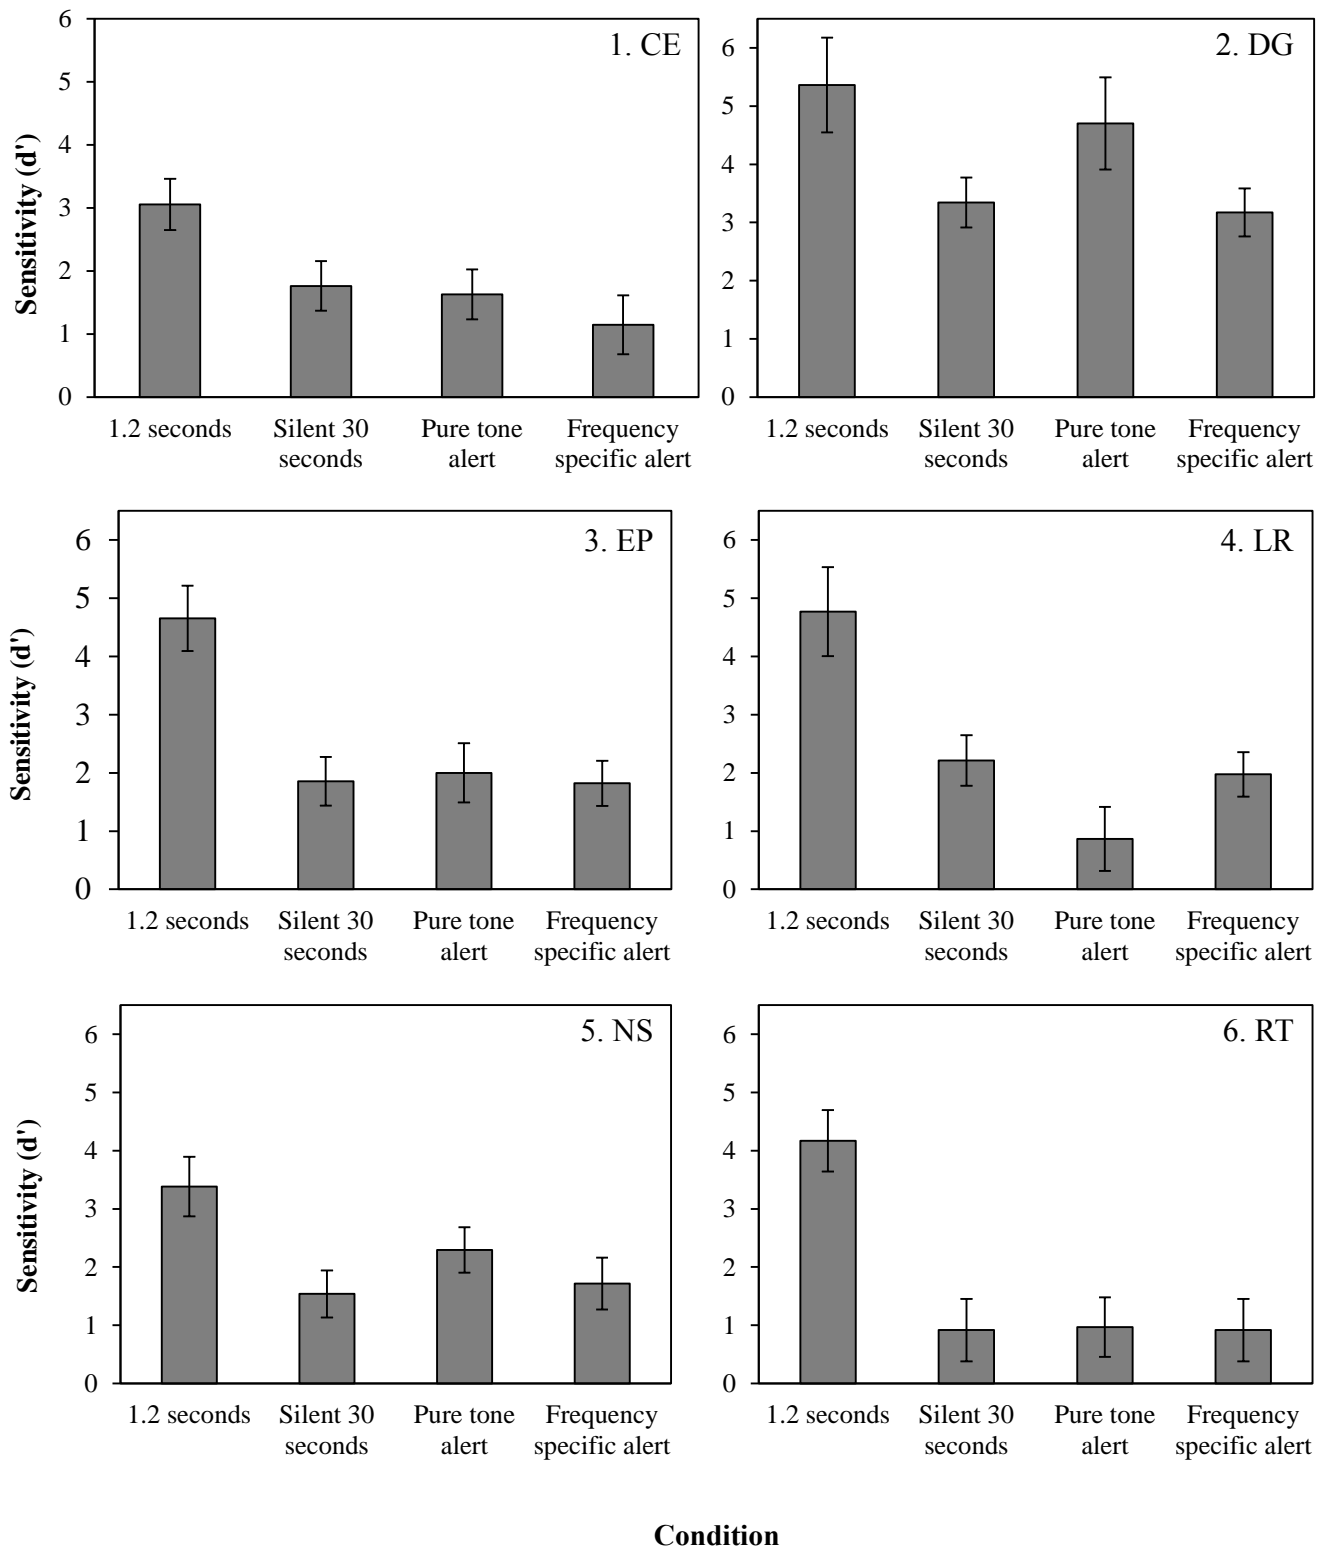 1. CE
6
5
4
3
2
1
0
Sensitivity (d')
1.2 seconds
Silent 30
seconds
Pure tone
alert
Frequency
specific alert
2. DG
6
5
4
3
2
1
0
1.2 seconds
Silent 30
seconds
Pure tone
alert
Frequency
specific alert
3. EP
6
5
4
3
2
1
0
Sensitivity (d')
1.2 seconds
Silent 30
seconds
Pure tone
alert
Frequency
specific alert
4. LR
6
5
4
3
2
1
0
1.2 seconds
Silent 30
seconds
Pure tone
alert
Frequency
specific alert
5. NS
6
5
4
3
2
1
0
Sensitivity (d')
1.2 seconds
Silent 30
seconds
Pure tone
alert
Frequency
specific alert
6. RT
6
5
4
3
2
1
0
1.2 seconds
Silent 30
seconds
Pure tone
alert
Frequency
specific alert
Condition